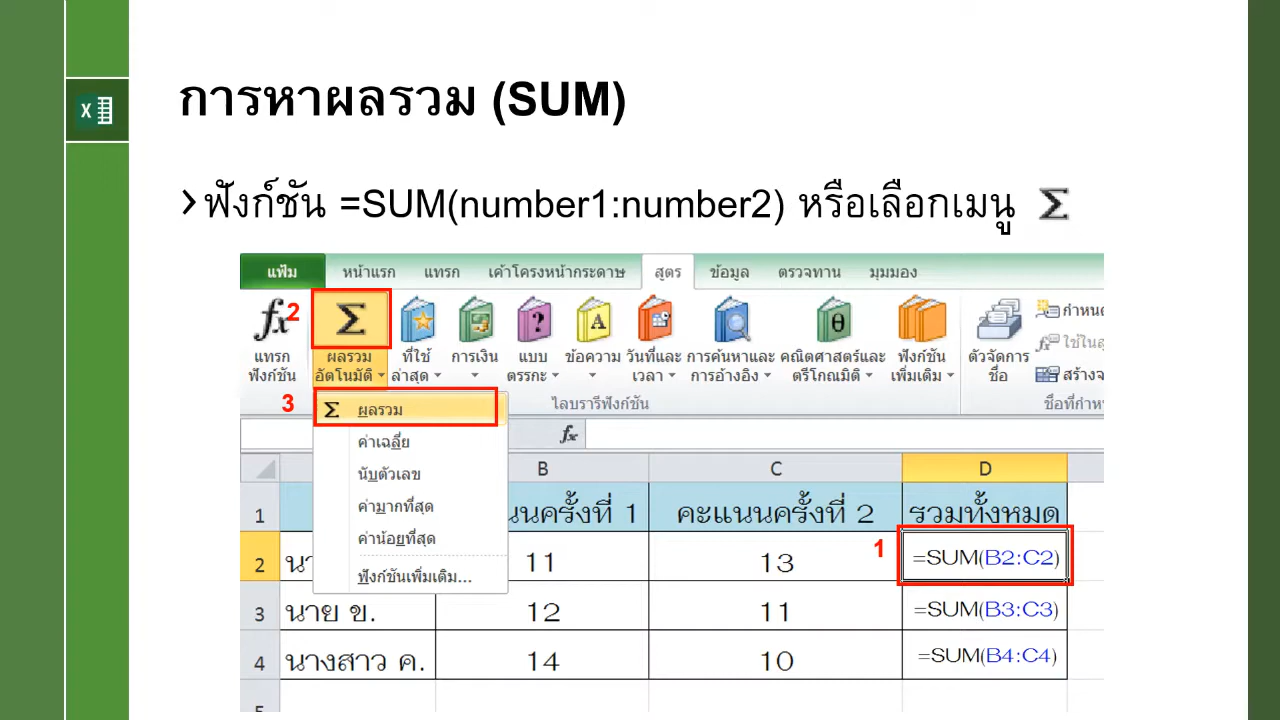 การหาผลรวม (SUM)
ฟังก์ชัน =SUM(number1:number2) หรือเลือกเมนู Σ
แฟ้ม หน้าแรก แทรก เค้าโครงหน้ากระดาษ สูตร ข้อมูล ตรวจทาน มุมมอง
fx 2 Σ ? A θ กำหน
แทรก ผลรวม ที่ใช้ การเงิน แบบ ข้อความ วันที่และ การค้นหาและ คณิตศาสตร์และ ฟังก์ชัน ตัวจัดการ ใช้ใน
ฟังก์ชัน อัตโนมัติ ล่าสุด ตรรกะ เวลา การอ้างอิง ตรีโกณมิติ เพิ่มเติม ชื่อ สร้างจ
ไลบรารีฟังก์ชัน ชื่อที่กำห
3 Σ ผลรวม
fx
ค่าเฉลี่ย
นับตัวเลข
ค่ามากที่สุด
ค่าน้อยที่สุด
ฟังก์ชันเพิ่มเติม...
B C D
1 นนครั้งที่ 1 คะแนนครั้งที่ 2 รวมทั้งหมด
2 นา 11 13 1 =SUM(B2:C2)
3 นาย ข. 12 11 =SUM(B3:C3)
4 นางสาว ค. 14 10 =SUM(B4:C4)
5